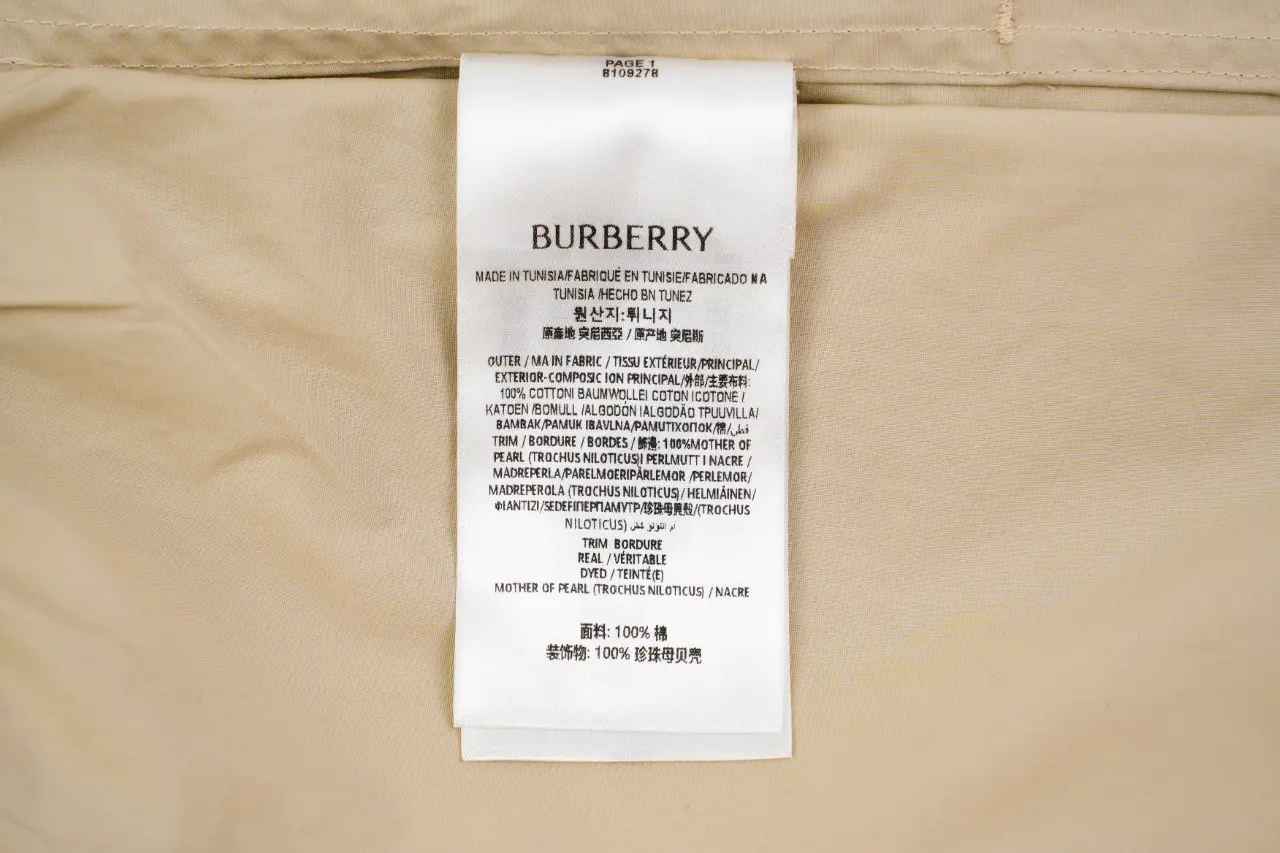 PAGE 1
8109278
BURBERRY
MADE IN TUNISIA/FABRIQUÉ EN TUNISIE/FABRICADO NA
TUNISIA /HECHO BN TUNEZ
원산지:튀니지
原產地 突尼西亞 / 原产地 突尼斯
OUTER / MA IN FABRIC / TISSU EXTÉRIEUR/PRINCIPAL/
EXTERIOR-COMPOSIC ION PRINCIPAL/外部/主要布料:
100% COTTONI BAUMWOLLEI COTON ICOTONE /
KATOEN /BOMULL /ALGODÓN IALGODÃO TPUUVILLA/
BAMBAK/PAMUK IBAVLNA/PAMUTIXOПOK/棉/قطن
TRIM / BORDURE / BORDES / 飾邊: 100%MOTHER OF
PEARL (TROCHUS NILOTICUS)I PERLMUTT I NACRE /
MADREPERLA/PARELMOERIPÄRLEMOR /PERLEMOR/
MADREPEROLA (TROCHUS NILOTICUS)/ HELMIÄINEN/
ΦIANTIZI/SEDEFIПEPПAMYTP/珍珠母貝殼/(TROCHUS
NILOTICUS)
TRIM BORDURE
REAL / VÉRITABLE
DYED / TEINTÉ(E)
MOTHER OF PEARL (TROCHUS NILOTICUS) / NACRE
面料: 100% 棉
装饰物: 100% 珍珠母贝壳